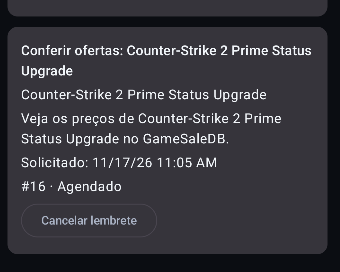 Conferir ofertas: Counter-Strike 2 Prime Status
Upgrade
Counter-Strike 2 Prime Status Upgrade
Veja os preços de Counter-Strike 2 Prime
Status Upgrade no GameSaleDB.
Solicitado: 11/17/26 11:05 AM
#16 · Agendado
Cancelar lembrete